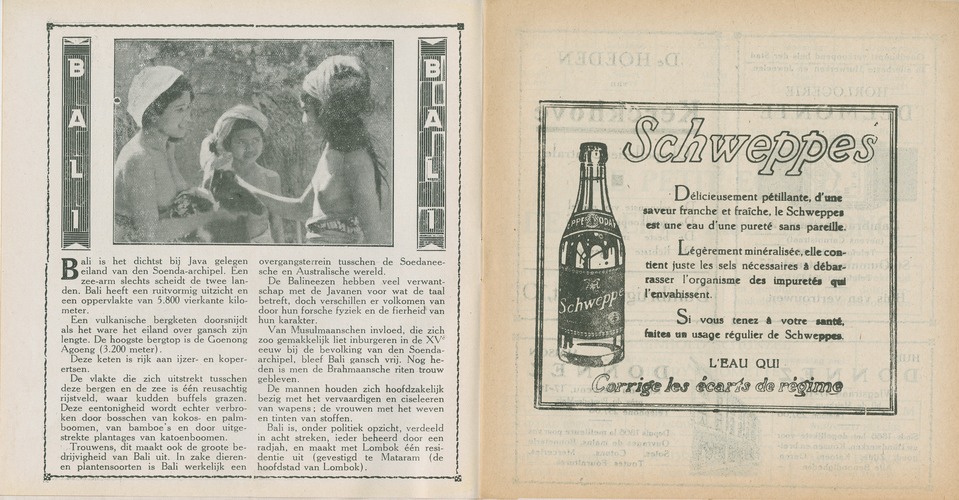 BALI
BALI
Bali is het dichtst bij Java gelegen
eiland van den Soenda-archipel. Een
zee-arm slechts scheidt de twee lan-
den. Bali heeft een ruitvormig uitzicht en
een oppervlakte van 5.800 vierkante kilo-
meter.
Een vulkanische bergketen doorsnijdt
als het ware het eiland over gansch zijn
lengte. De hoogste bergtop is de Goenong
Agoeng (3.200 meter).
Deze keten is rijk aan ijzer- en koper-
ertsen.
De vlakte die zich uitstrekt tusschen
deze bergen en de zee is één reusachtig
rijstveld, waar kudden buffels grazen.
Deze eentonigheid wordt echter verbro-
ken door bosschen van kokos- en palm-
boomen, van bamboe's en door uitge-
strekte plantages van katoenboomen.
Trouwens, dit maakt ook de groote be-
drijvigheid van Bali uit. In zake dieren-
en plantensoorten is Bali werkelijk een
overgangsterrein tusschen de Soedanee-
sche en Australische wereld.
De Balineezen hebben veel verwant-
schap met de Javanen voor wat de taal
betreft, doch verschillen er volkomen van
door hun forsche fyziek en de fierheid van
hun karakter.
Van Musulmaanschen invloed, die zich
zoo gemakkelijk liet inburgeren in de XVe
eeuw bij de bevolking van den Soenda-
archipel, bleef Bali gansch vrij. Nog he-
den is men de Brahmaansche riten trouw
gebleven.
De mannen houden zich hoofdzakelijk
bezig met het vervaardigen en ciseleeren
van wapens ; de vrouwen met het weven
en tinten van stoffen.
Bali is, onder politiek opzicht, verdeeld
in acht streken, ieder beheerd door een
radjah, en maakt met Lombok één resi-
dentie uit (gevestigd te Mataram (de
hoofdstad van Lombok).
Schweppes
Délicieusement pétillante, d'une
saveur franche et fraîche, le Schweppes
est une eau d'une pureté sans pareille.
Légèrement minéralisée, elle con-
tient juste les sels nécessaires à débar-
rasser l'organisme des impuretés qui
l'envahissent.
Si vous tenez à votre santé,
faites un usage régulier de Schweppes.
L'EAU QUI
Corrige les écarts de régime
Schweppe